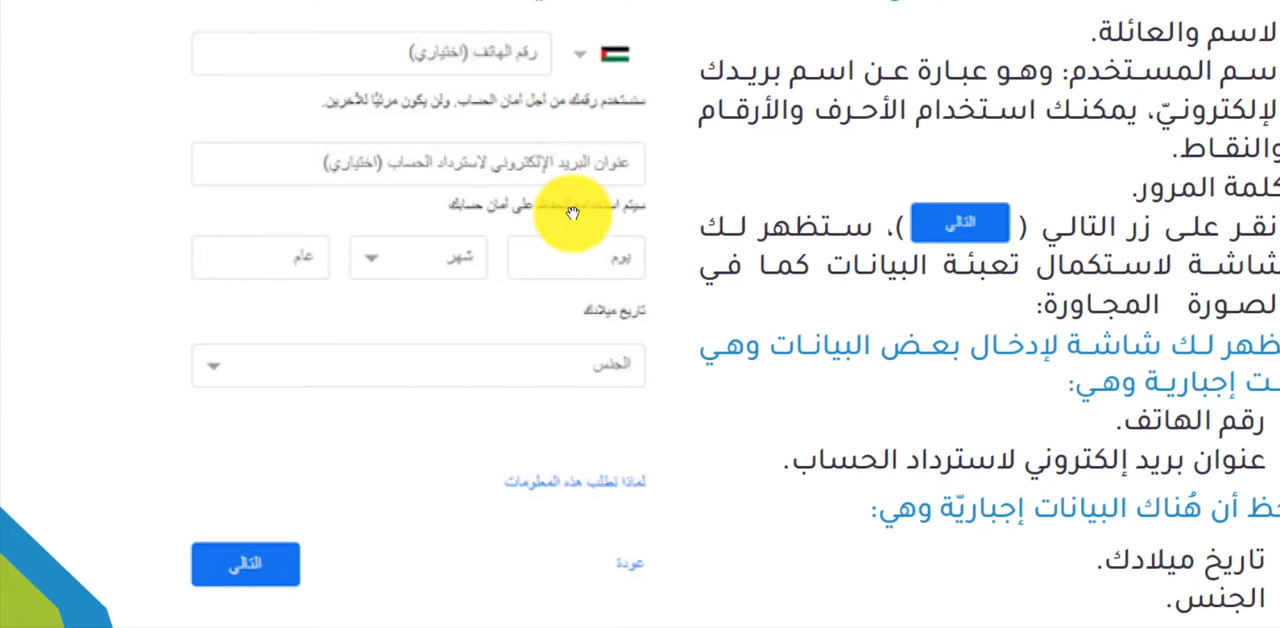 لاسم والعائلة.
سم المستخدم: وهو عبارة عن اسم بريدك
لإلكترونيّ، يمكنك استخدام الأحرف والأرقام
والنقاط.
كلمة المرور.
نقر على زر التالي ( التالي )، ستظهر لك
شاشة لاستكمال تعبئة البيانات كما في
لصورة المجاورة:
ظهر لك شاشة لإدخال بعض البيانات وهي
ـت إجبارية وهي:
رقم الهاتف.
عنوان بريد إلكتروني لاسترداد الحساب.
حظ أن هُناك البيانات إجباريّة وهي:
تاريخ ميلادك.
الجنس.
رقم الهاتف (اختياري)
سنستخدم رقمك من أجل أمان الحساب. ولن يكون مرئيًا للآخرين.
عنوان البريد الإلكتروني لاسترداد الحساب (اختياري)
سيتم استخدامه للحفاظ على أمان حسابك
يوم شهر عام
تاريخ ميلادك
الجنس
لماذا نطلب هذه المعلومات
عودة التالي